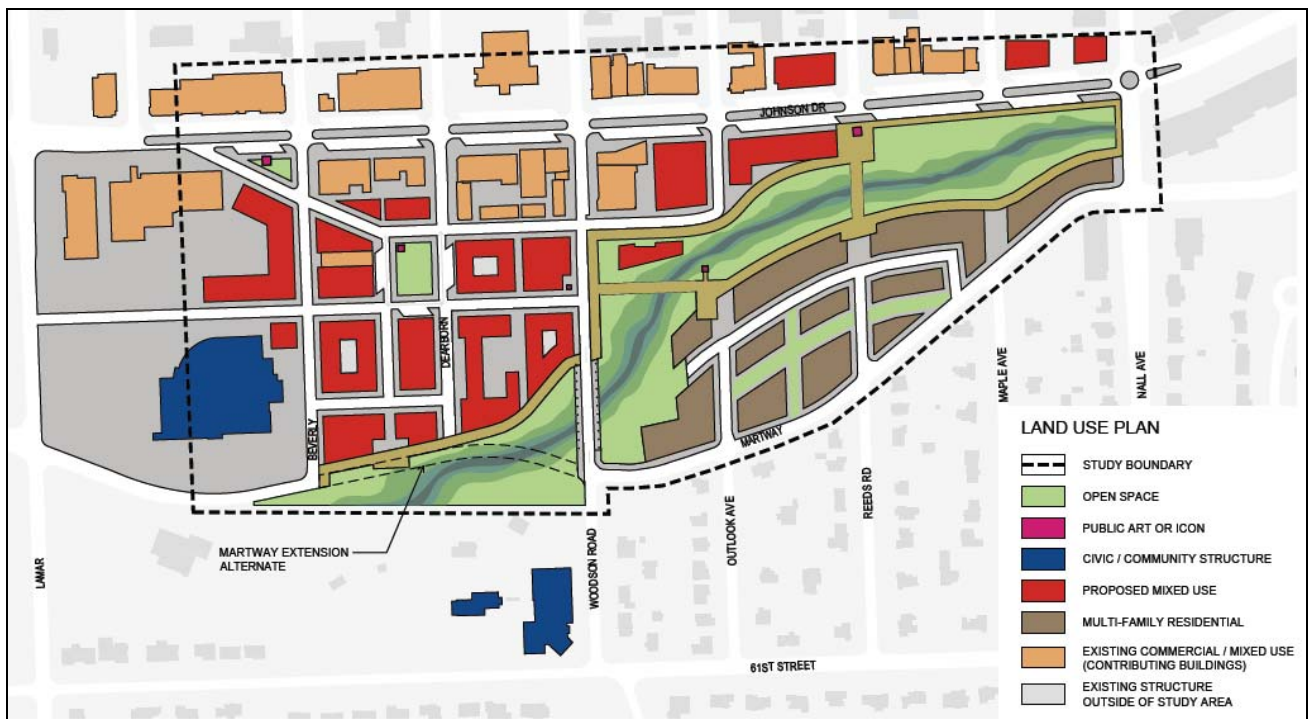 JOHNSON DR
DEARBORN
BEVERLY
MARTWAY
MAPLE AVE
NALL AVE
OUTLOOK AVE
REEDS RD
WOODSON ROAD
LAMAR
MARTWAY EXTENSION
ALTERNATE
61ST STREET
LAND USE PLAN
STUDY BOUNDARY
OPEN SPACE
PUBLIC ART OR ICON
CIVIC / COMMUNITY STRUCTURE
PROPOSED MIXED USE
MULTI-FAMILY RESIDENTIAL
EXISTING COMMERCIAL / MIXED USE
(CONTRIBUTING BUILDINGS)
EXISTING STRUCTURE
OUTSIDE OF STUDY AREA